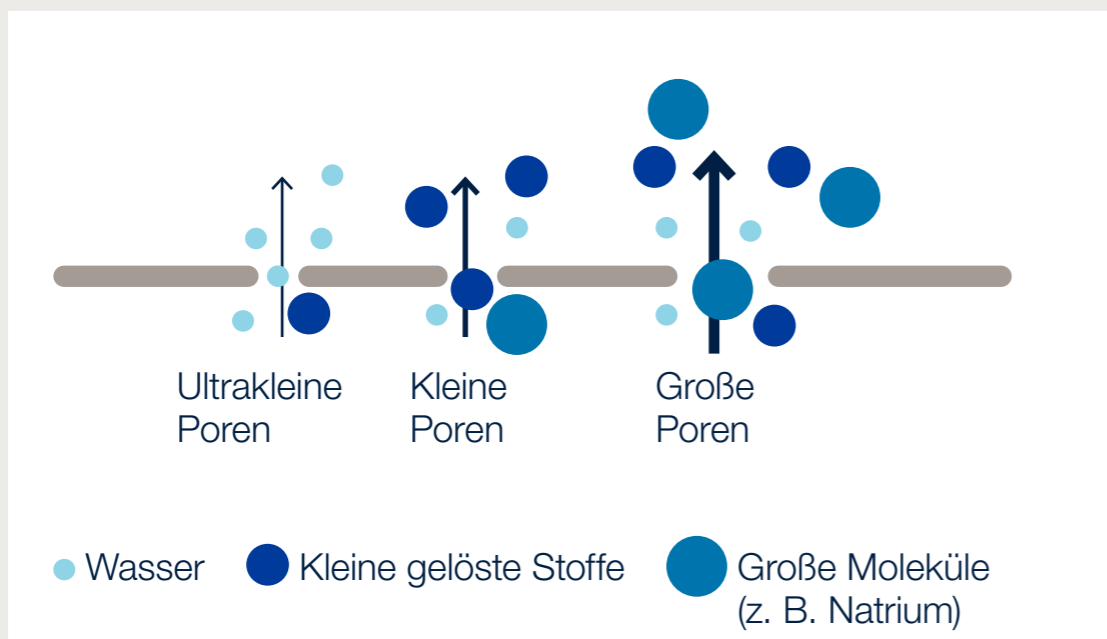 Ultrakleine
Poren
Kleine
Poren
Große
Poren
Wasser
Kleine gelöste Stoffe
Große Moleküle
(z. B. Natrium)